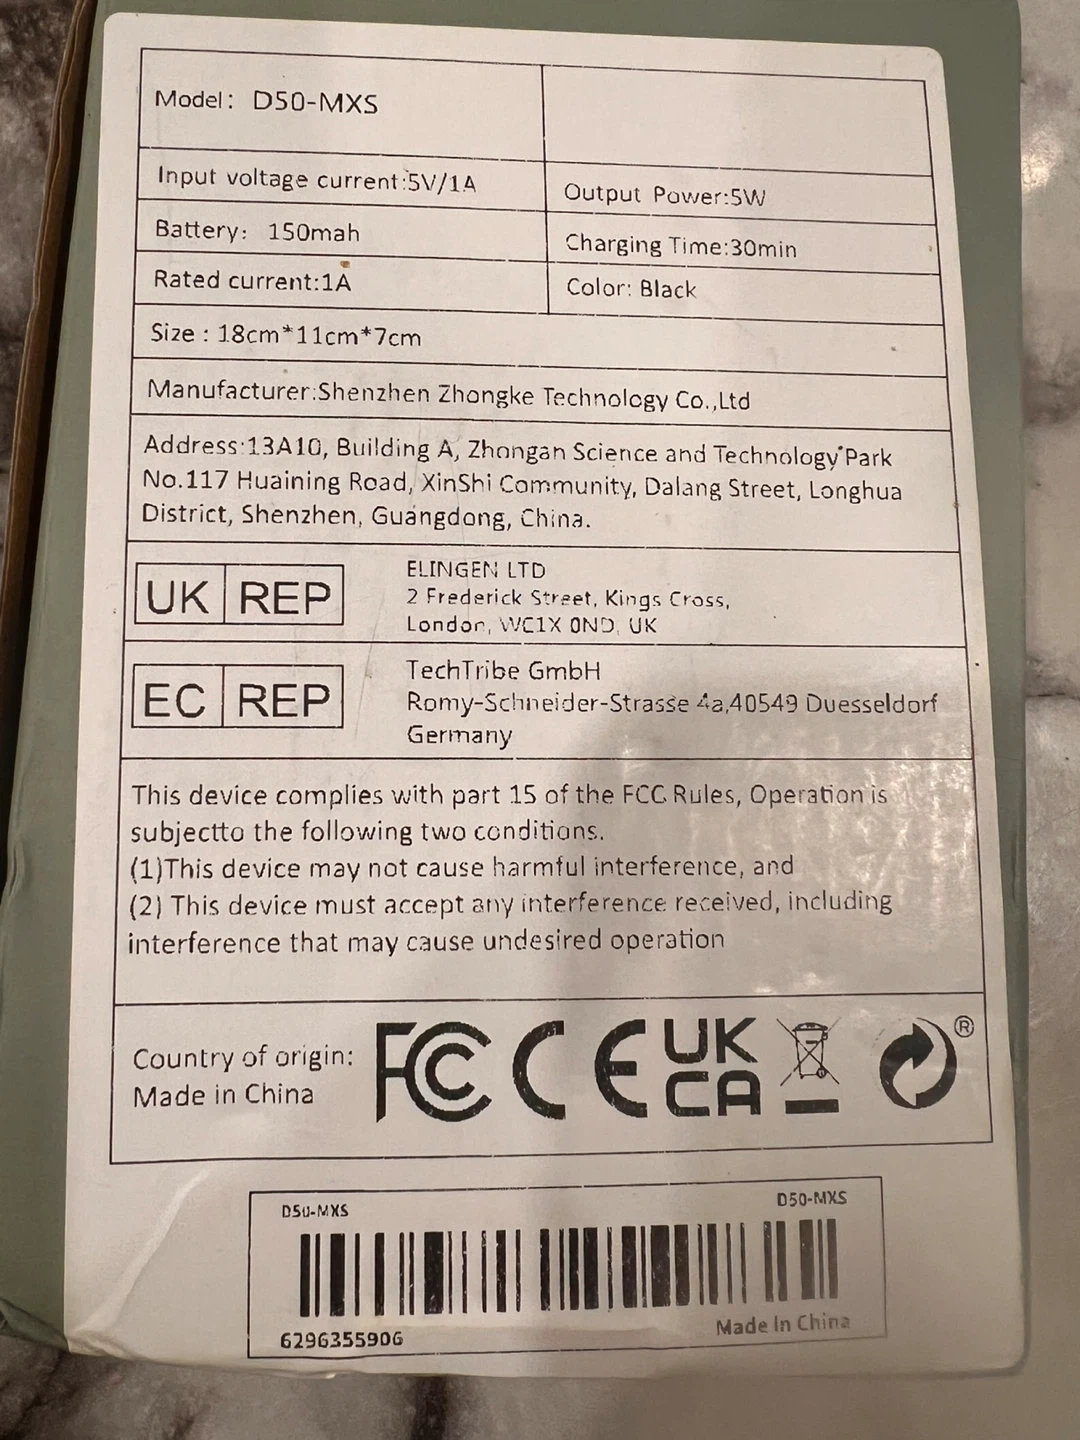 Model: D50-MXS
Input voltage current:5V/1A
Output Power:5W
Battery: 150mah
Charging Time:30min
Rated current:1A
Color: Black
Size : 18cm*11cm*7cm
Manufacturer:Shenzhen Zhongke Technology Co.,Ltd
Address:13A10, Building A, Zhongan Science and Technology Park
No.117 Huaining Road, XinShi Community, Dalang Street, Longhua
District, Shenzhen, Guangdong, China.
UK REP
ELINGEN LTD
2 Frederick Street, Kings Cross,
London, WC1X 0ND, UK
EC REP
TechTribe GmbH
Romy-Schneider-Strasse 4a,40549 Duesseldorf
Germany
This device complies with part 15 of the FCC Rules, Operation is
subjectto the following two conditions.
(1)This device may not cause harmful interference, and
(2) This device must accept any interference received, including
interference that may cause undesired operation
Country of origin:
Made in China
FC CE UK
CA
®
D50-MXS
D50-MXS
6296355906
Made In China